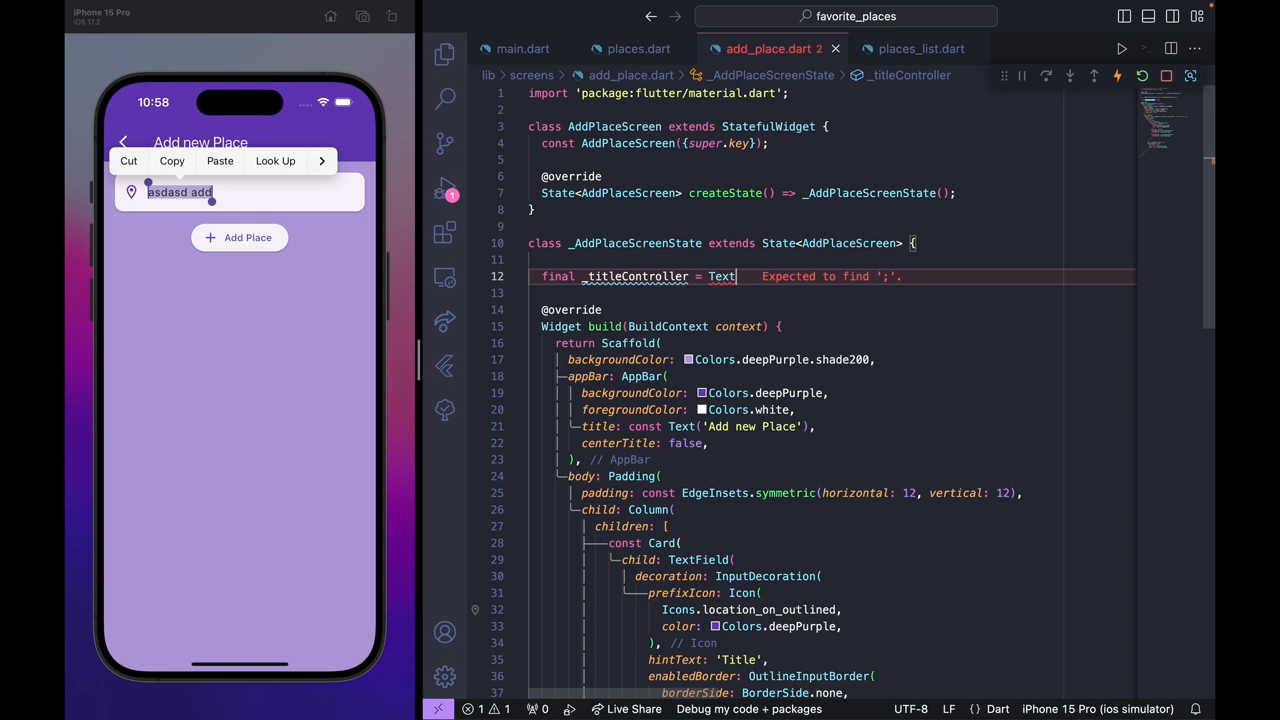 iPhone 15 Pro
iOS 17.2
10:58
Add new Place
Cut Copy Paste Look Up
asdasd add
+ Add Place
favorite_places
main.dart places.dart add_place.dart 2 places_list.dart
lib > screens > add_place.dart > _AddPlaceScreenState > _titleController
1 import 'package:flutter/material.dart';
2
3 class AddPlaceScreen extends StatefulWidget {
4 const AddPlaceScreen({super.key});
5
6 @override
7 State<AddPlaceScreen> createState() => _AddPlaceScreenState();
8 }
9
10 class _AddPlaceScreenState extends State<AddPlaceScreen> {
11
12 final _titleController = Text Expected to find ';'.
13
14 @override
15 Widget build(BuildContext context) {
16 return Scaffold(
17 backgroundColor: Colors.deepPurple.shade200,
18 appBar: AppBar(
19 backgroundColor: Colors.deepPurple,
20 foregroundColor: Colors.white,
21 title: const Text('Add new Place'),
22 centerTitle: false,
23 ), // AppBar
24 body: Padding(
25 padding: const EdgeInsets.symmetric(horizontal: 12, vertical: 12),
26 child: Column(
27 children: [
28 const Card(
29 child: TextField(
30 decoration: InputDecoration(
31 prefixIcon: Icon(
32 Icons.location_on_outlined,
33 color: Colors.deepPurple,
34 ), // Icon
35 hintText: 'Title',
36 enabledBorder: OutlineInputBorder(
37 borderSide: BorderSide.none,
1
1 1 0 Live Share Debug my code + packages UTF-8 LF {} Dart iPhone 15 Pro (ios simulator)